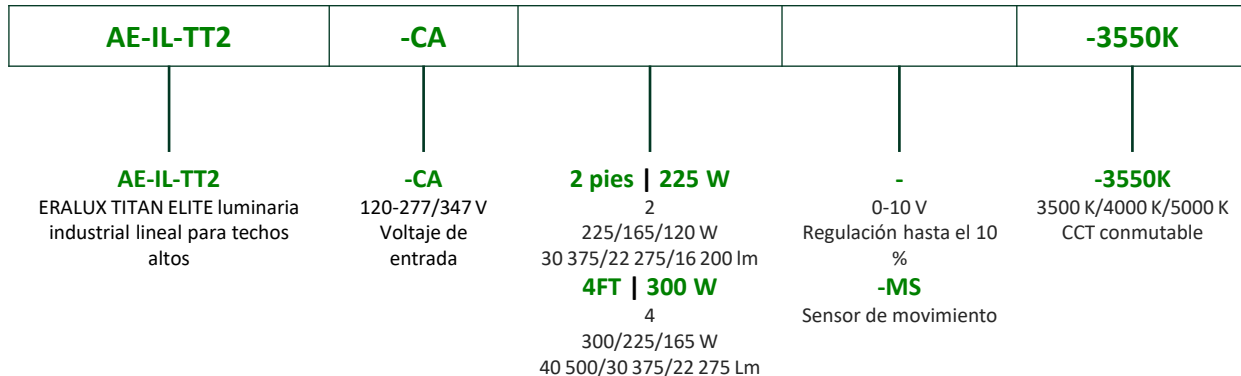 AE-IL-TT2
-CA
-3550K
AE-IL-TT2
ERALUX TITAN ELITE luminaria
industrial lineal para techos
altos
-CA
120-277/347 V
Voltaje de
entrada
2 pies | 225 W
2
225/165/120 W
30 375/22 275/16 200 lm
4FT | 300 W
4
300/225/165 W
40 500/30 375/22 275 Lm
-
0-10 V
Regulación hasta el 10
%
-MS
Sensor de movimiento
-3550K
3500 K/4000 K/5000 K
CCT conmutable